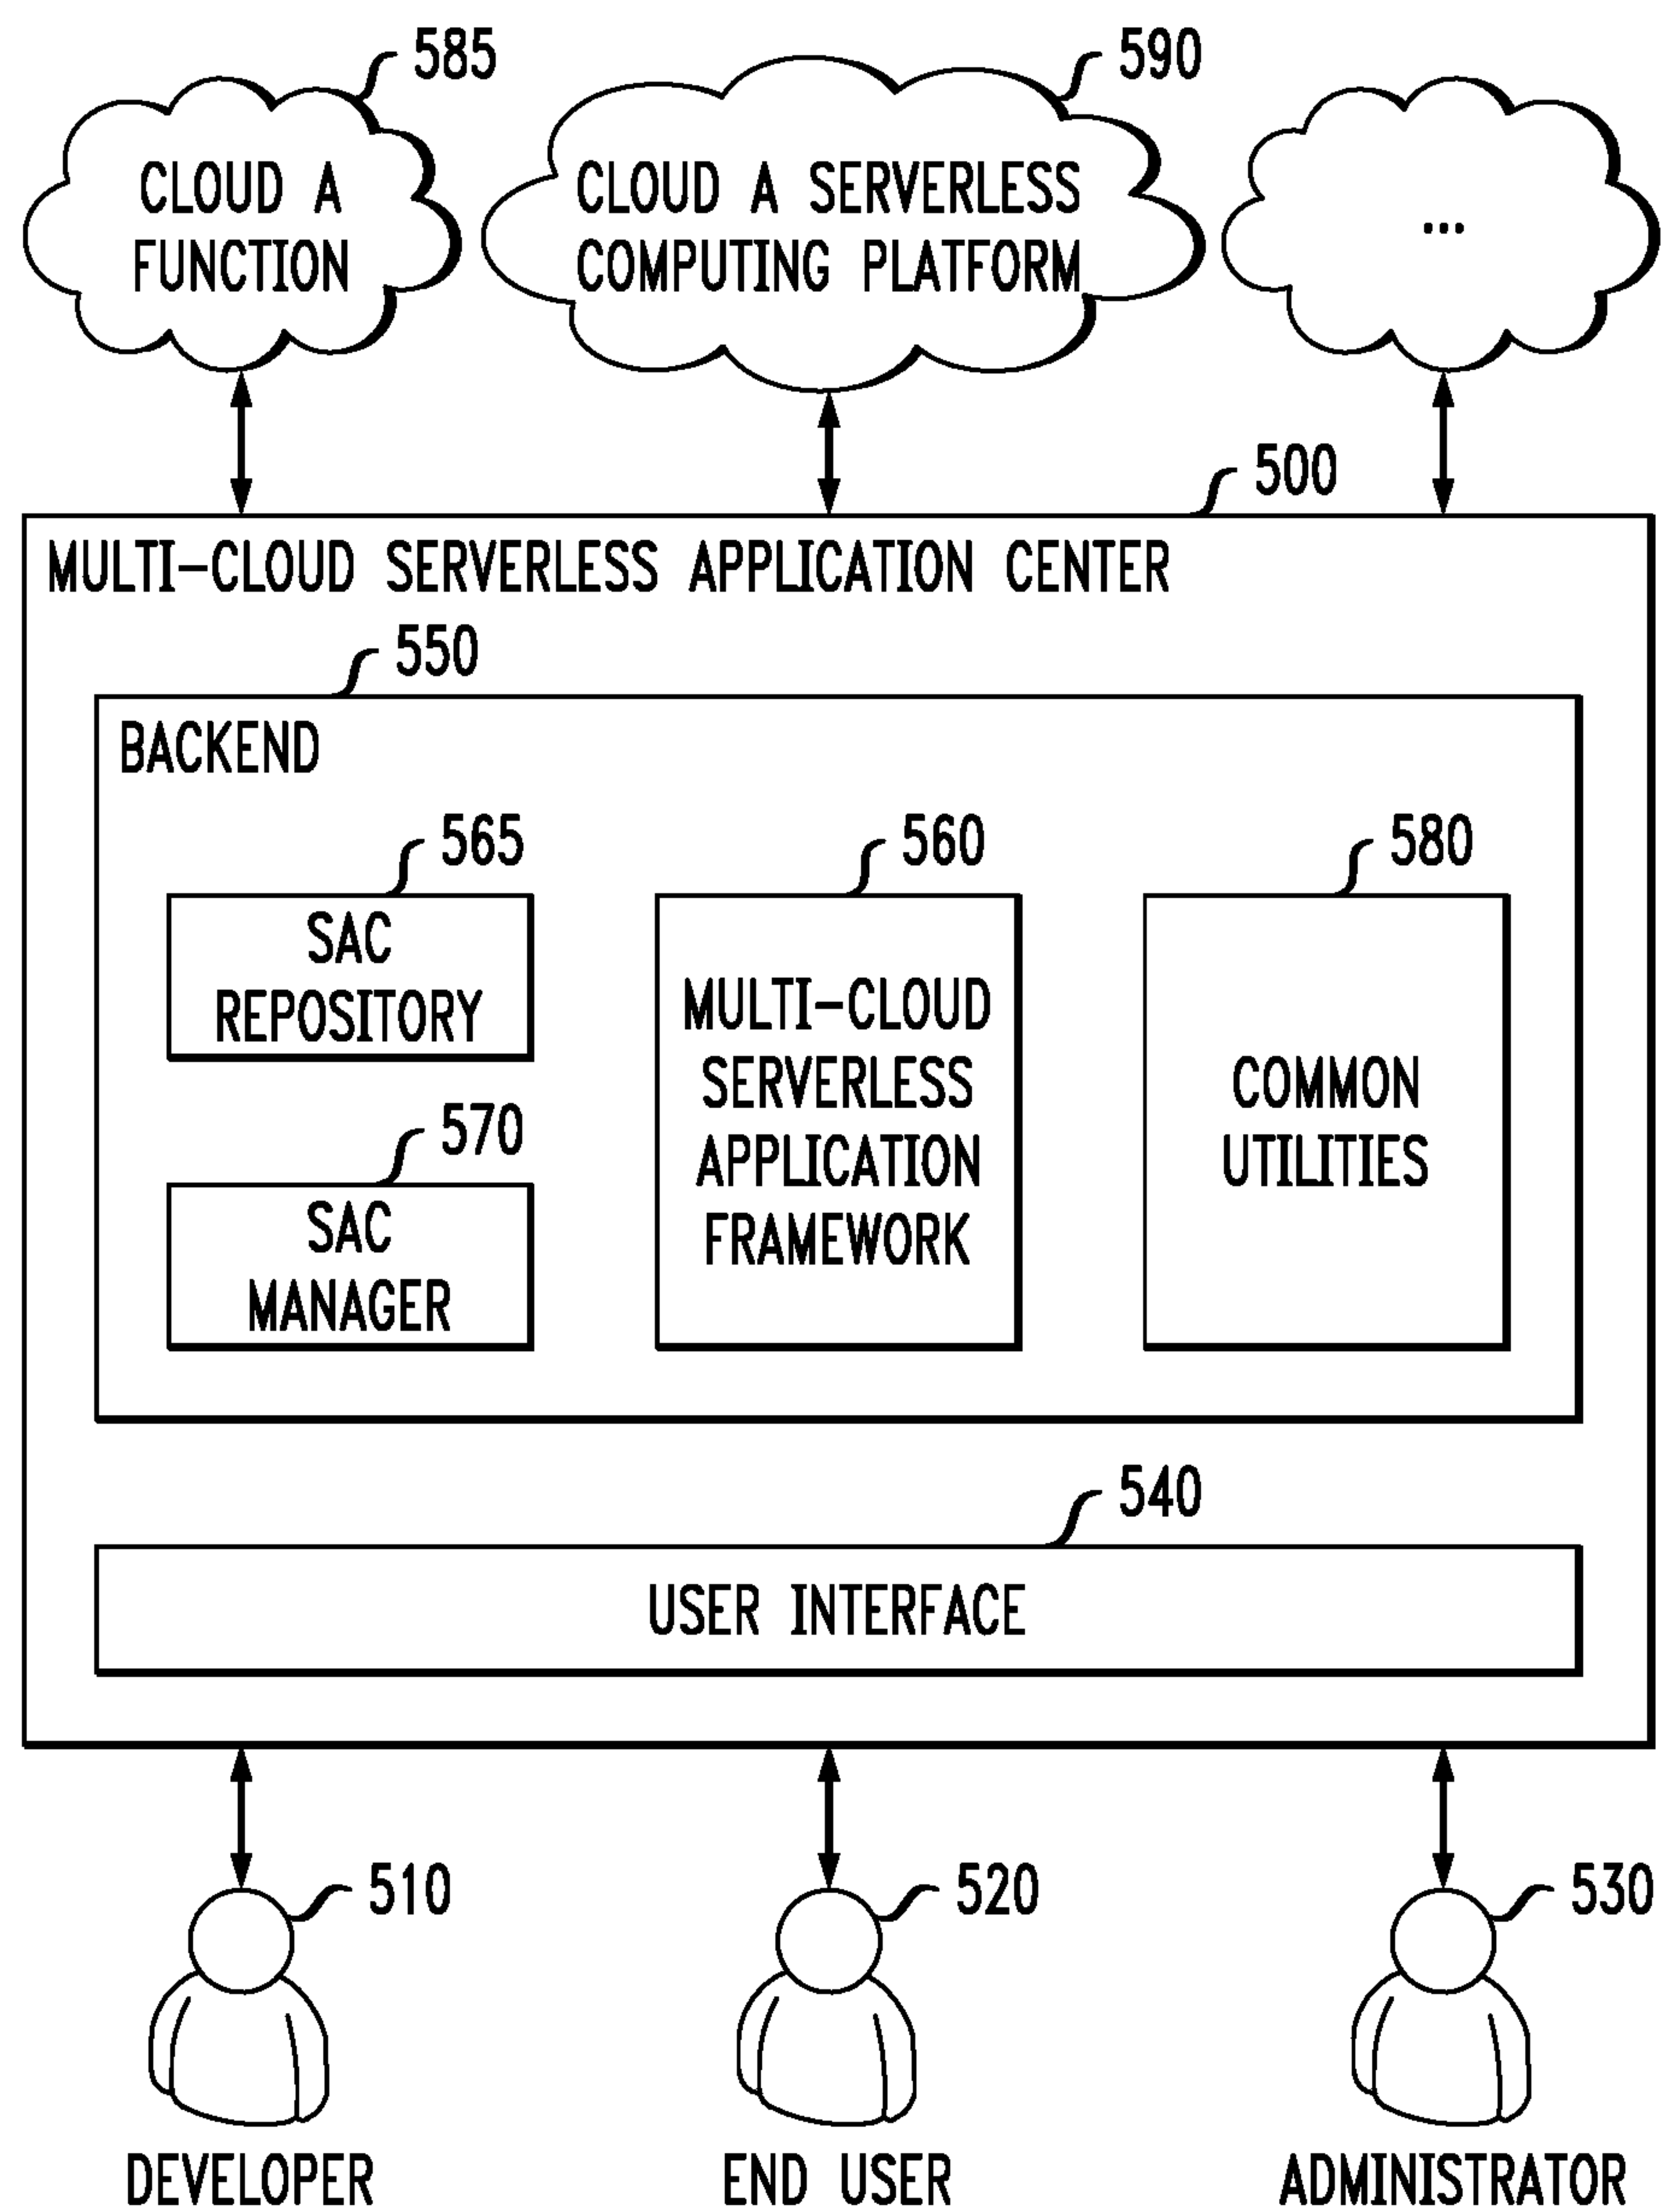 585
590
CLOUD A
FUNCTION
CLOUD A SERVERLESS
COMPUTING PLATFORM
...
500
MULTI-CLOUD SERVERLESS APPLICATION CENTER
550
BACKEND
565
560
580
SAC
REPOSITORY
570
SAC
MANAGER
MULTI-CLOUD
SERVERLESS
APPLICATION
FRAMEWORK
COMMON
UTILITIES
540
USER INTERFACE
510
520
530
DEVELOPER
END USER
ADMINISTRATOR